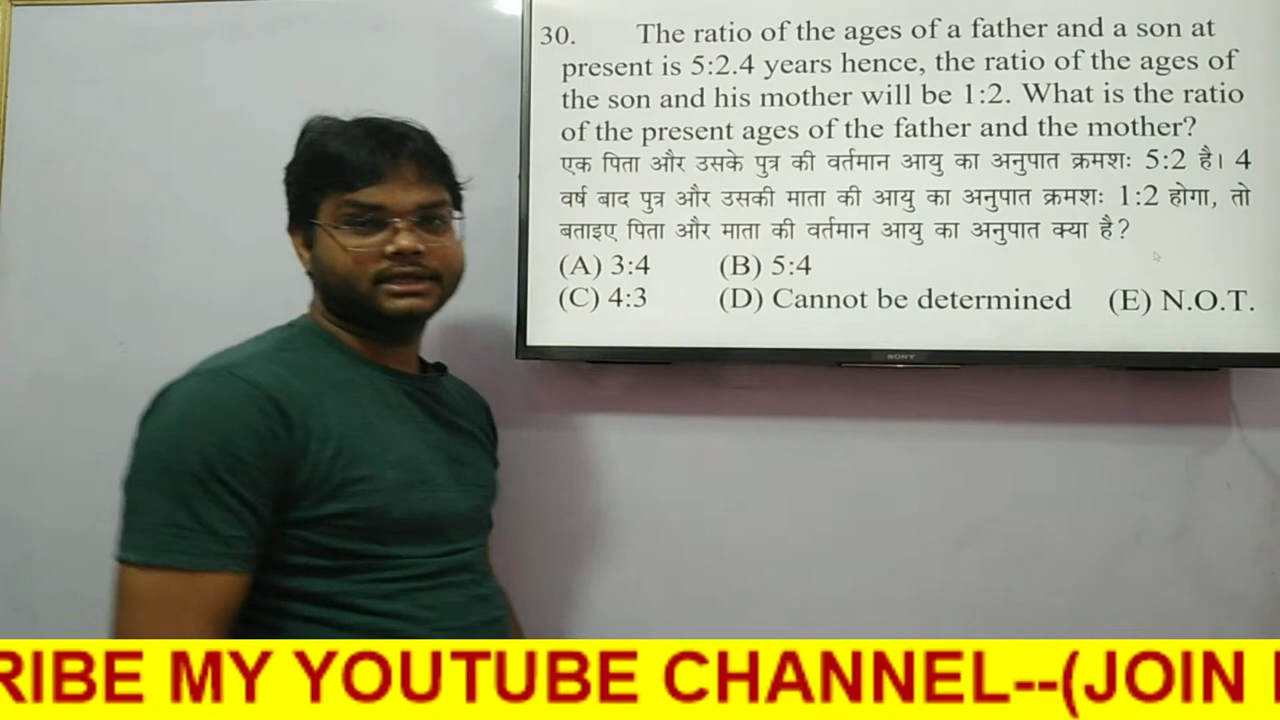 30. The ratio of the ages of a father and a son at
present is 5:2.4 years hence, the ratio of the ages of
the son and his mother will be 1:2. What is the ratio
of the present ages of the father and the mother?
एक पिता और उसके पुत्र की वर्तमान आयु का अनुपात क्रमशः 5:2 है। 4
वर्ष बाद पुत्र और उसकी माता की आयु का अनुपात क्रमशः 1:2 होगा, तो
बताइए पिता और माता की वर्तमान आयु का अनुपात क्या है?
(A) 3:4 (B) 5:4
(C) 4:3 (D) Cannot be determined (E) N.O.T.
SONY
RIBE MY YOUTUBE CHANNEL--(JOIN